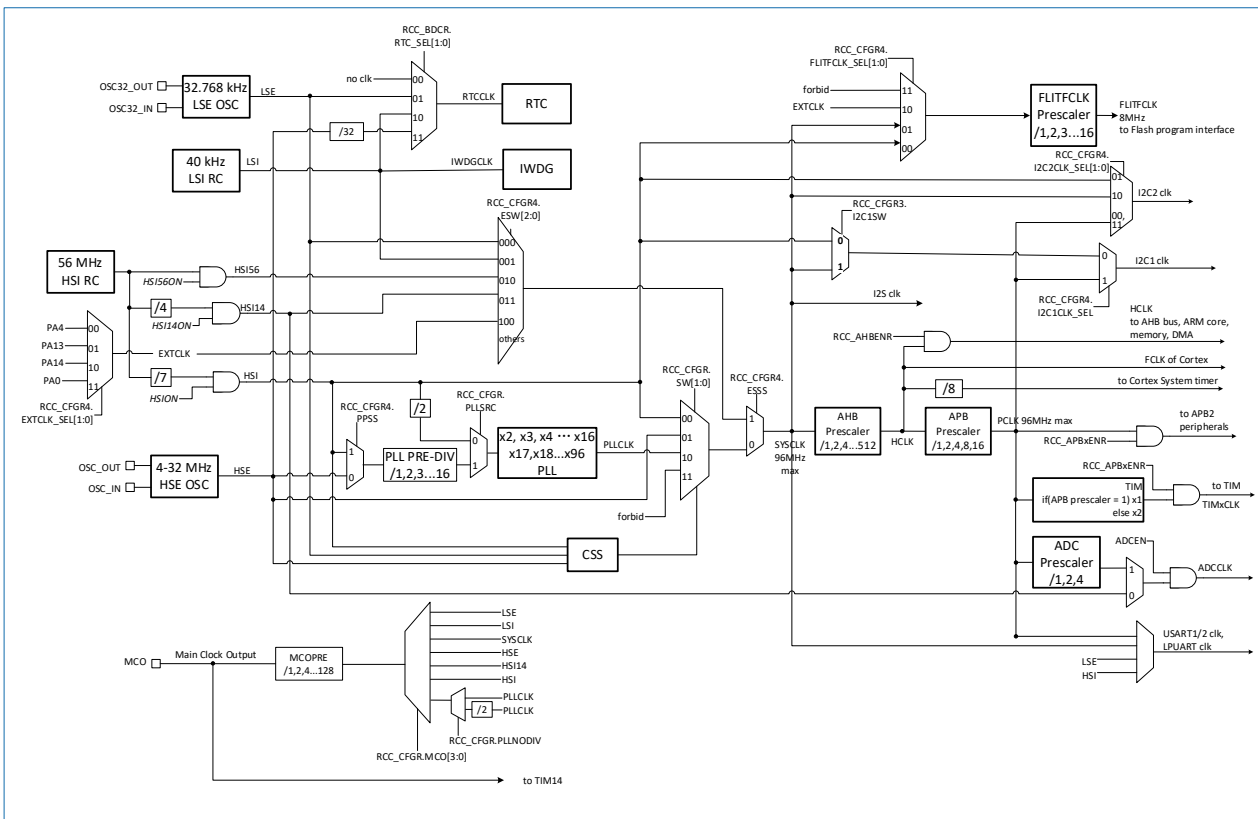 RCC_BDCR.
RTC_SEL[1:0]
no clk
00
01
10
11
OSC32_OUT
OSC32_IN
32.768 kHz
LSE OSC
LSE
/32
RTCCLK
RTC
40 kHz
LSI RC
LSI
IWDGCLK
IWDG
RCC_CFGR4.
ESW[2:0]
000
001
010
011
100
others
56 MHz
HSI RC
HSI56ON
HSI56
/4
HSI14ON
HSI14
PA4
PA13
PA14
PA0
00
01
10
11
EXTCLK
RCC_CFGR4.
EXTCLK_SEL[1:0]
/7
HSION
HSI
/2
RCC_CFGR4.
PPSS
1
0
RCC_CFGR.
PLLSRC
0
1
OSC_OUT
OSC_IN
4-32 MHz
HSE OSC
HSE
PLL PRE-DIV
/1,2,3...16
x2, x3, x4 ··· x16
x17,x18...x96
PLL
PLLCLK
RCC_CFGR.
SW[1:0]
00
01
10
11
forbid
CSS
RCC_CFGR4.
ESSS
1
0
SYSCLK
96MHz
max
AHB
Prescaler
/1,2,4...512
HCLK
APB
Prescaler
/1,2,4,8,16
PCLK 96MHz max
RCC_CFGR4.
FLITFCLK_SEL[1:0]
forbid
EXTCLK
11
10
01
00
FLITFCLK
Prescaler
/1,2,3...16
FLITFCLK
8MHz
to Flash program interface
RCC_CFGR4.
I2C2CLK_SEL[1:0]
01
10
00,
11
I2C2 clk
RCC_CFGR3.
I2C1SW
0
1
0
1
I2C1 clk
RCC_CFGR4.
I2C1CLK_SEL
I2S clk
RCC_AHBENR
HCLK
to AHB bus, ARM core,
memory, DMA
FCLK of Cortex
/8
to Cortex System timer
to APB2
peripherals
RCC_APBxENR
RCC_APBxENR
TIM
if(APB prescaler = 1) x1
else x2
to TIM
TIMxCLK
ADC
Prescaler
/1,2,4
ADCEN
1
0
ADCCLK
LSE
HSI
USART1/2 clk,
LPUART clk
MCO
Main Clock Output
MCOPRE
/1,2,4...128
LSE
LSI
SYSCLK
HSE
HSI14
HSI
PLLCLK
/2
PLLCLK
RCC_CFGR.PLLNODIV
RCC_CFGR.MCO[3:0]
to TIM14